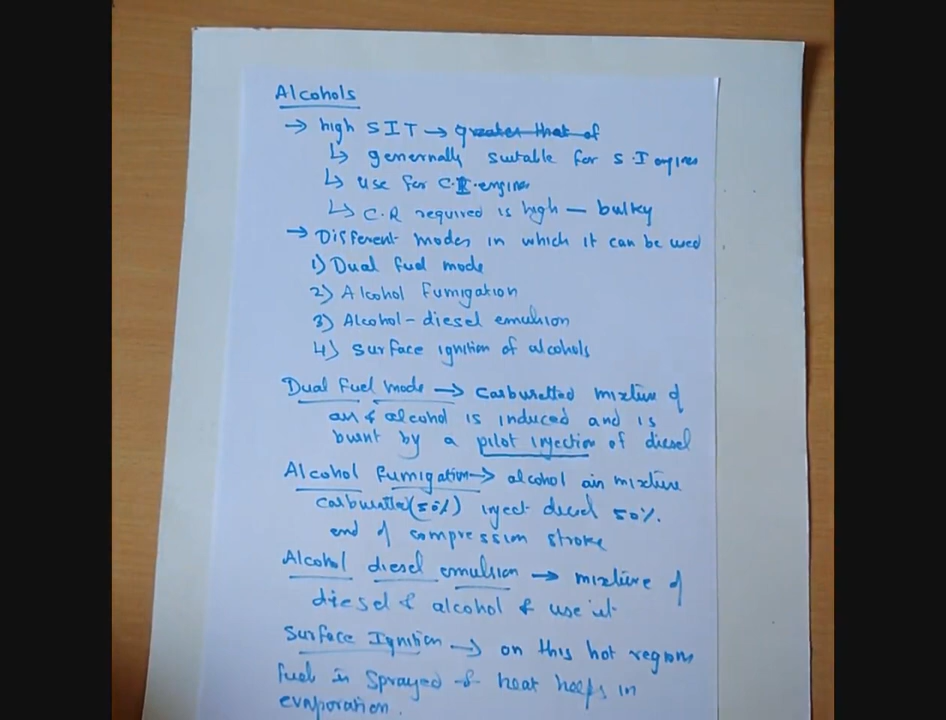 Alcohols
→ high SIT → greater that of
↳ genernally suitable for S.I engines
↳ use for C.I. engines
↳ C.R required is high — bulky
→ Different modes in which it can be used
1) Dual fuel mode
2) Alcohol Fumigation
3) Alcohol-diesel emulsion
4) surface ignition of alcohols
Dual Fuel mode → carburetted mixture of
air & alcohol is induced and is
burnt by a pilot injection of diesel
Alcohol fumigation → alcohol air mixture
(50%) inject diesel 50%.
end of compression stroke
Alcohol diesel emulsion → mixture of
diesel & alcohol & use it
Surface Ignition → on this hot regions
fuel is sprayed & heat helps in
evaporation.